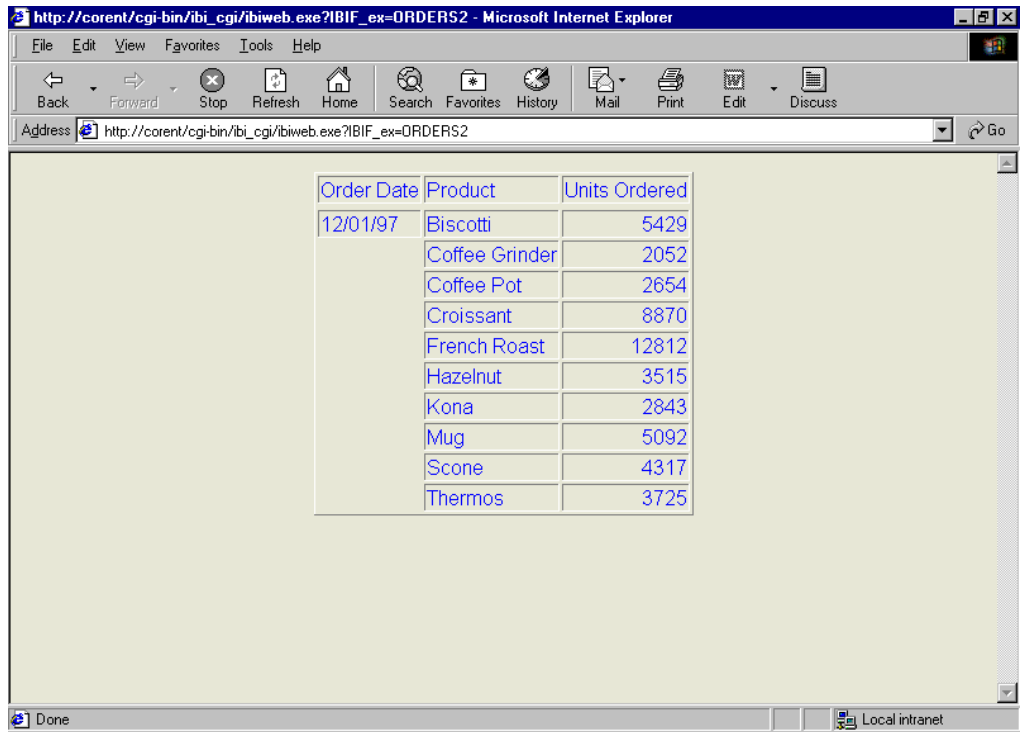 http://corent/cgi-bin/ibi_cgi/ibiweb.exe?IBIF_ex=ORDERS2 - Microsoft Internet Explorer
File Edit View Favorites Tools Help
Back Forward Stop Refresh Home Search Favorites History Mail Print Edit Discuss
Address http://corent/cgi-bin/ibi_cgi/ibiweb.exe?IBIF_ex=ORDERS2 Go
Order Date Product Units Ordered
12/01/97 Biscotti 5429
Coffee Grinder 2052
Coffee Pot 2654
Croissant 8870
French Roast 12812
Hazelnut 3515
Kona 2843
Mug 5092
Scone 4317
Thermos 3725
Done Local intranet